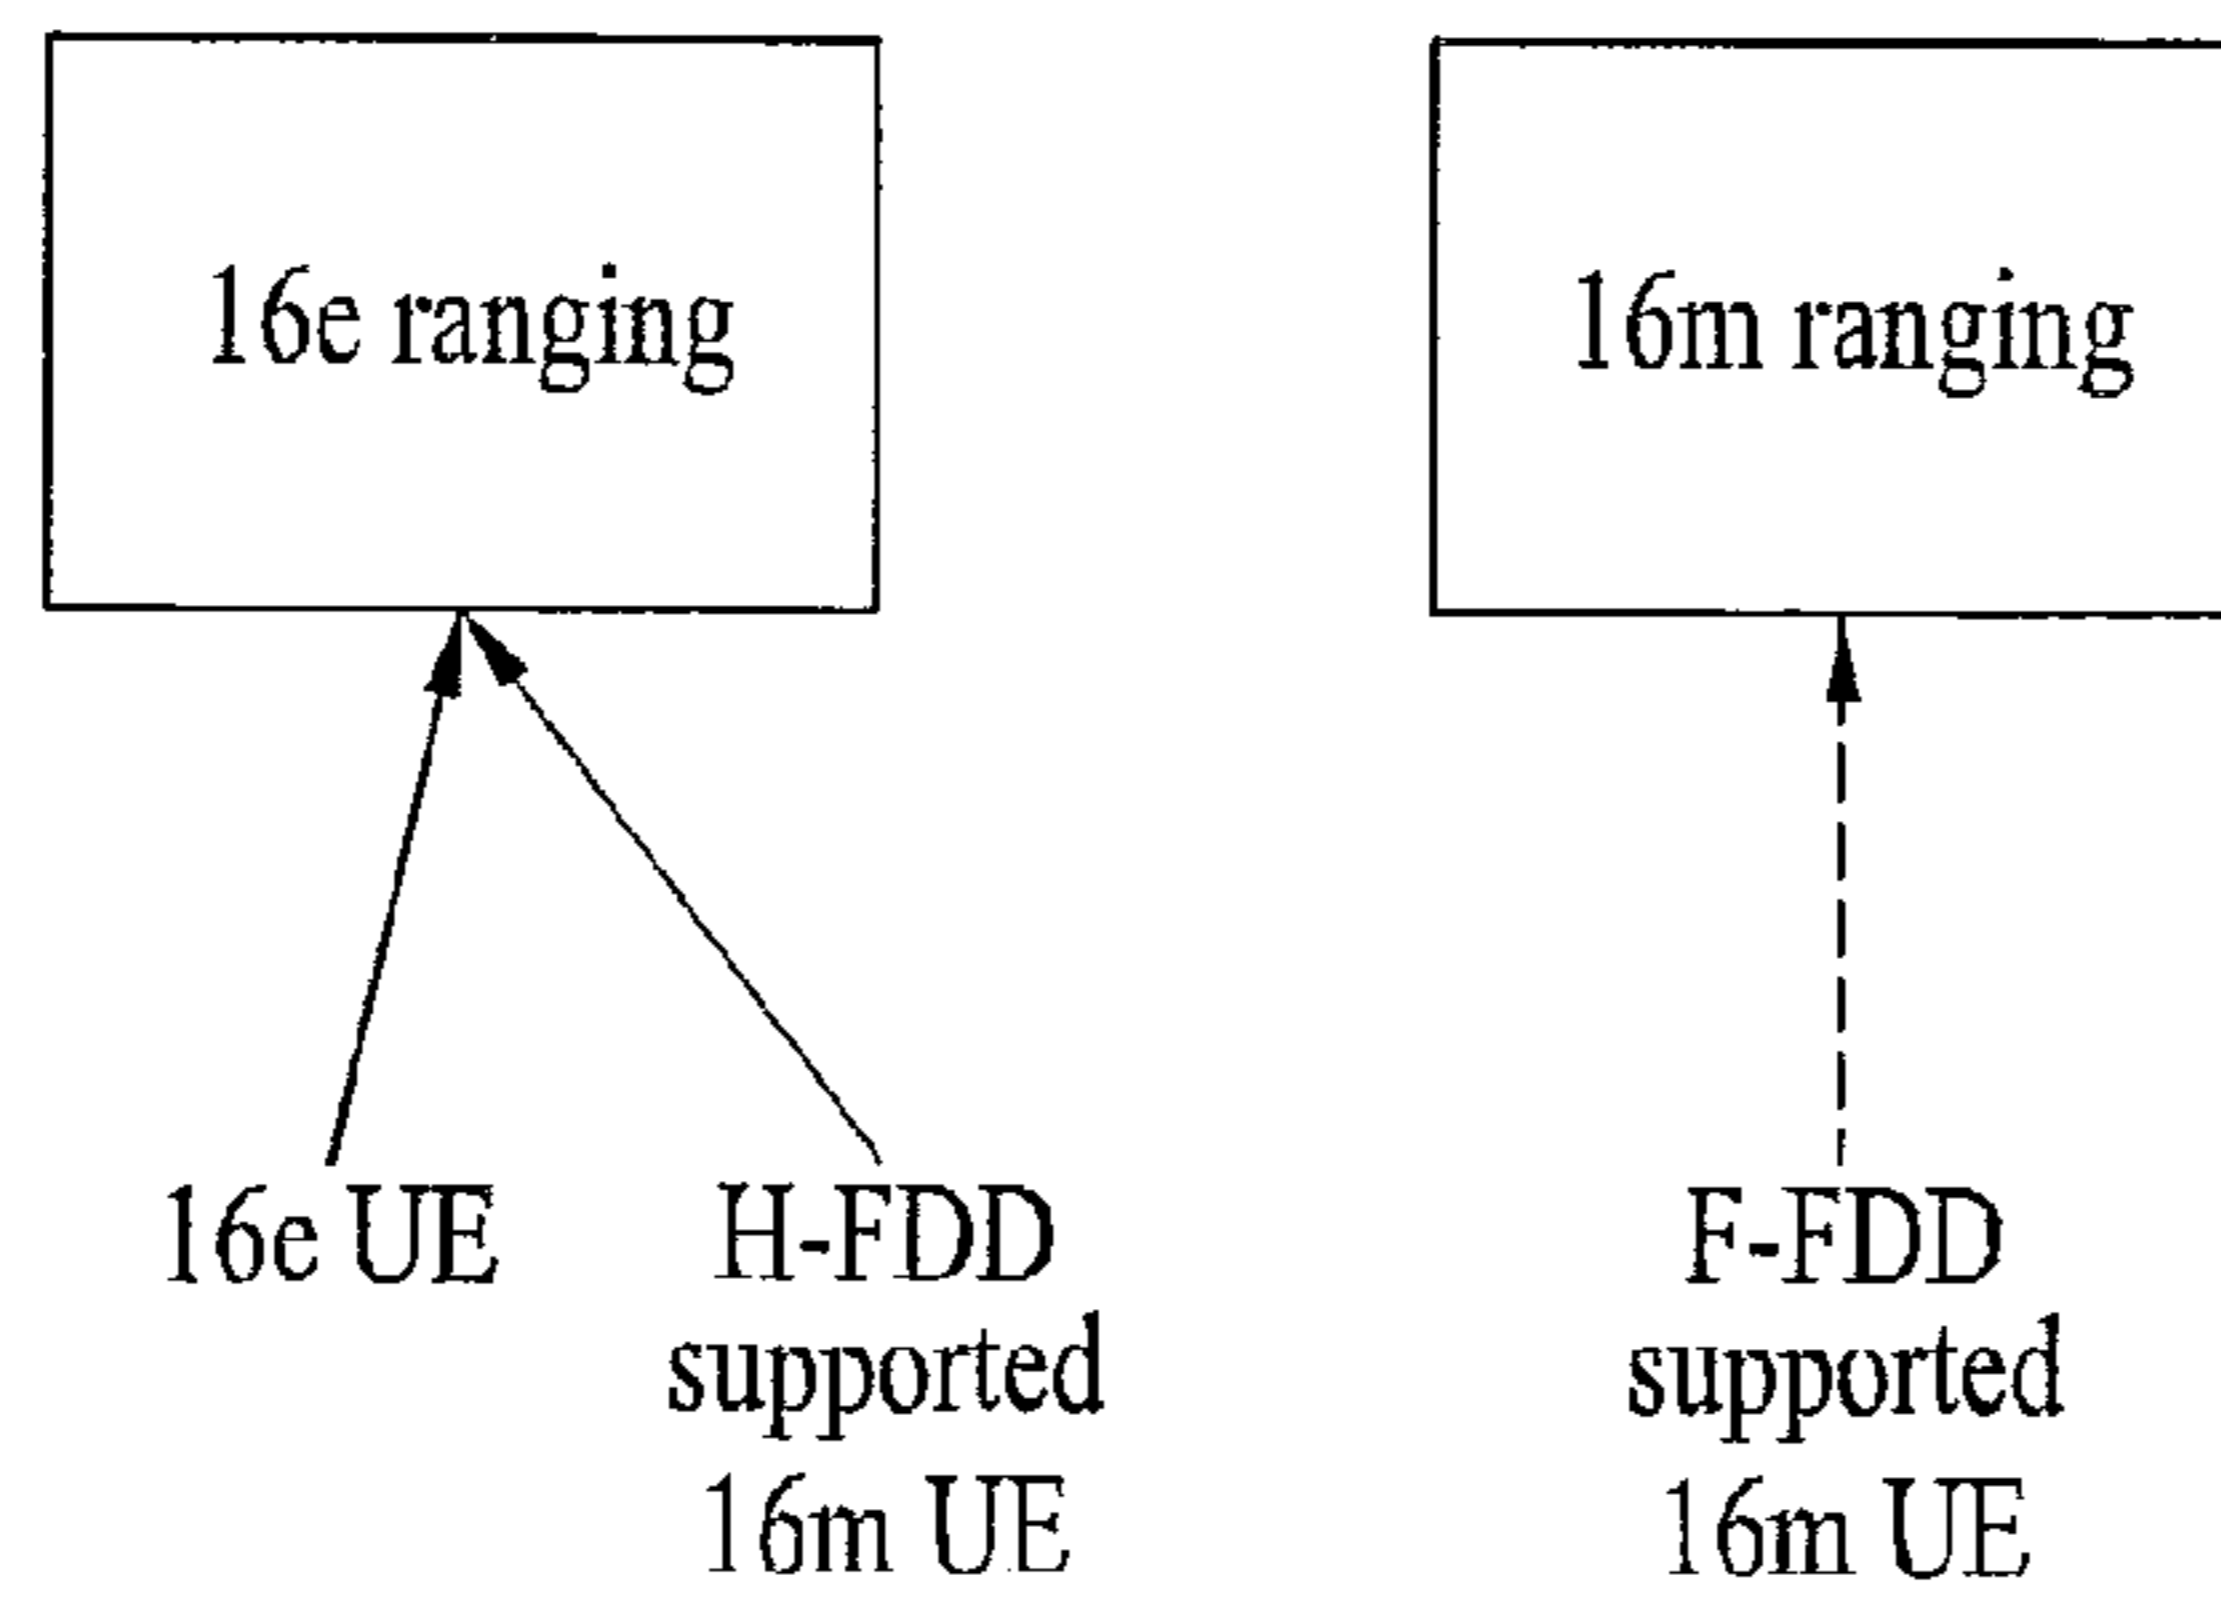 16e ranging
16m ranging
16e UE
H-FDD
supported
16m UE
F-FDD
supported
16m UE